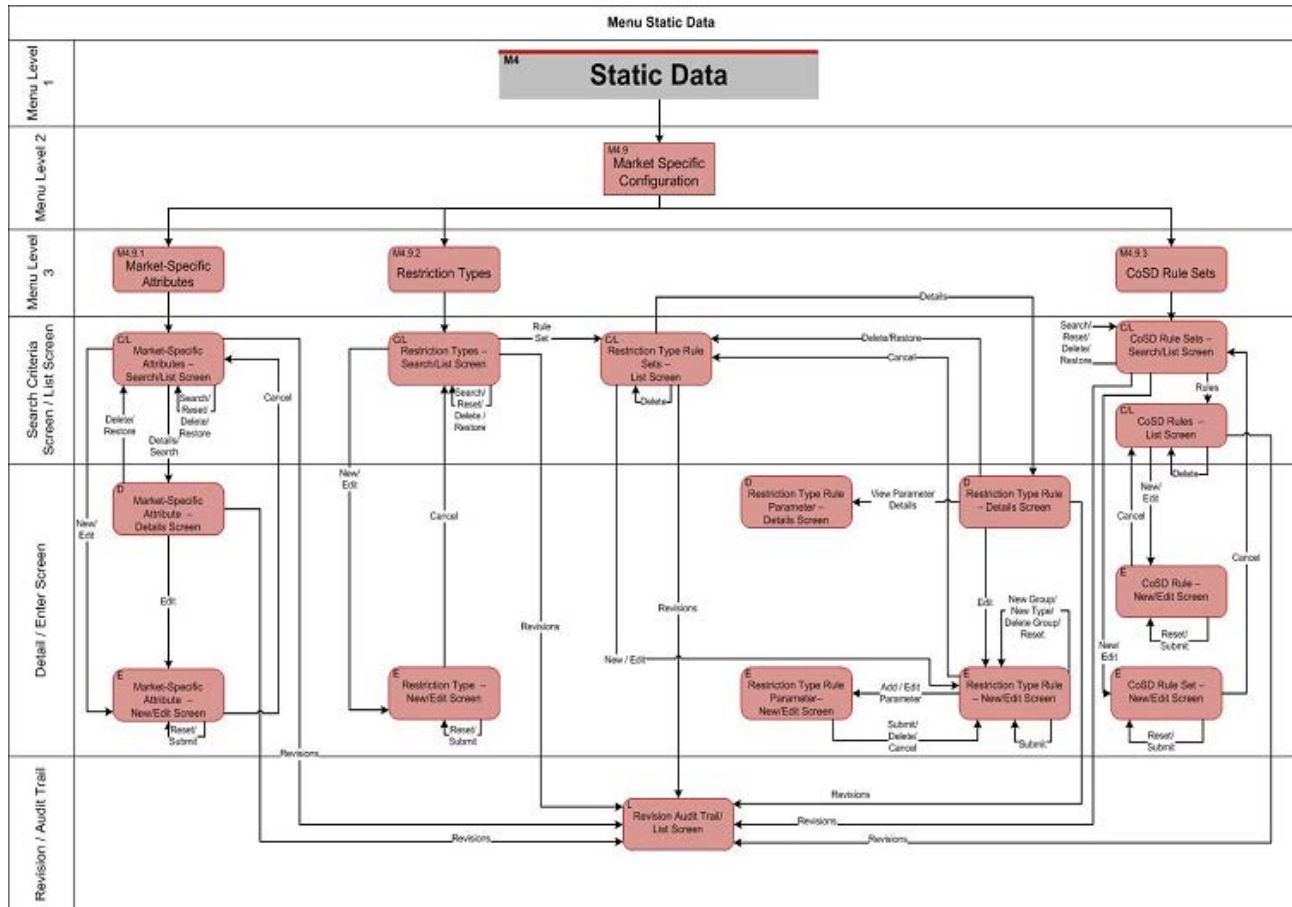 Menu Static Data
Menu Level
1
M4
Static Data
Menu Level 2
M4.9
Market Specific
Configuration
Menu Level
3
M4.9.1
Market-Specific
Attributes
M4.9.2
Restriction Types
M4.9.3
CoSD Rule Sets
Details
Search Criteria
Screen / List Screen
C/L
Market-Specific
Attributes –
Search/List Screen
Search/
Reset/
Delete/
Restore
Delete/
Restore
Details/
Search
Cancel
C/L
Restriction Types –
Search/List Screen
Search/
Reset/
Delete /
Restore
Rule
Set
C/L
Restriction Type Rule
Sets –
List Screen
Delete
Delete/Restore
Cancel
Search/
Reset/
Delete/
Restore
C/L
CoSD Rule Sets –
Search/List Screen
Rules
C/L
CoSD Rules –
List Screen
Delete
Detail / Enter Screen
New/
Edit
D
Market-Specific
Attribute –
Details Screen
Edit
E
Market-Specific
Attribute –
New/Edit Screen
Reset/
Submit
New/
Edit
Cancel
E
Restriction Type –
New/Edit Screen
Reset/
Submit
Revisions
Revisions
New / Edit
D
Restriction Type Rule
Parameter –
Details Screen
View Parameter
Details
D
Restriction Type Rule
– Details Screen
Edit
New Group/
New Type/
Delete Group/
Reset
E
Restriction Type Rule
Parameter–
New/Edit Screen
Add / Edit
Parameter
Submit/
Delete/
Cancel
E
Restriction Type Rule
– New/Edit Screen
Submit
New/
Edit
Cancel
E
CoSD Rule –
New/Edit Screen
Reset/
Submit
Cancel
New/
Edit
E
CoSD Rule Set –
New/Edit Screen
Reset/
Submit
Revision / Audit Trail
Revisions
Revisions
L
Revision Audit Trail/
List Screen
Revisions
Revisions
Revisions